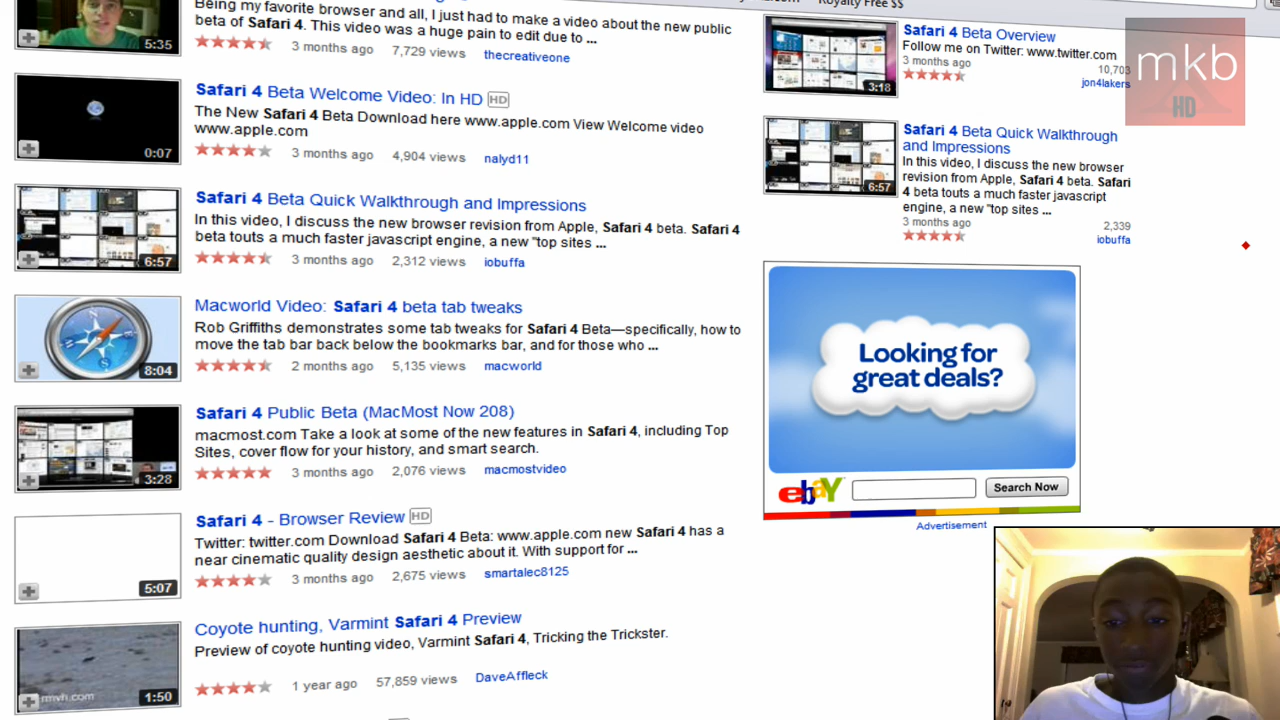 Royalty Free $$
Being my favorite browser and all, I just had to make a video about the new public
beta of Safari 4. This video was a huge pain to edit due to ...
3 months ago 7,729 views thecreativeone
5:35
Safari 4 Beta Welcome Video: In HD HD
The New Safari 4 Beta Download here www.apple.com View Welcome video
www.apple.com
3 months ago 4,904 views nalyd11
0:07
Safari 4 Beta Quick Walkthrough and Impressions
In this video, I discuss the new browser revision from Apple, Safari 4 beta. Safari 4
beta touts a much faster javascript engine, a new "top sites ...
3 months ago 2,312 views iobuffa
6:57
Macworld Video: Safari 4 beta tab tweaks
Rob Griffiths demonstrates some tab tweaks for Safari 4 Beta—specifically, how to
move the tab bar back below the bookmarks bar, and for those who ...
2 months ago 5,135 views macworld
8:04
Safari 4 Public Beta (MacMost Now 208)
macmost.com Take a look at some of the new features in Safari 4, including Top
Sites, cover flow for your history, and smart search.
3 months ago 2,076 views macmostvideo
3:28
Safari 4 - Browser Review HD
Twitter: twitter.com Download Safari 4 Beta: www.apple.com new Safari 4 has a
near cinematic quality design aesthetic about it. With support for ...
3 months ago 2,675 views smartalec8125
5:07
Coyote hunting, Varmint Safari 4 Preview
Preview of coyote hunting video, Varmint Safari 4, Tricking the Trickster.
1 year ago 57,859 views DaveAffleck
1:50
Safari 4 Beta Overview
Follow me on Twitter: www.twitter.com
3 months ago 10,703
jon4lakers
3:18
Safari 4 Beta Quick Walkthrough
and Impressions
In this video, I discuss the new browser
revision from Apple, Safari 4 beta. Safari
4 beta touts a much faster javascript
engine, a new "top sites ...
3 months ago 2,339
iobuffa
6:57
mkb
HD
Looking for
great deals?
ebay Search Now
Advertisement